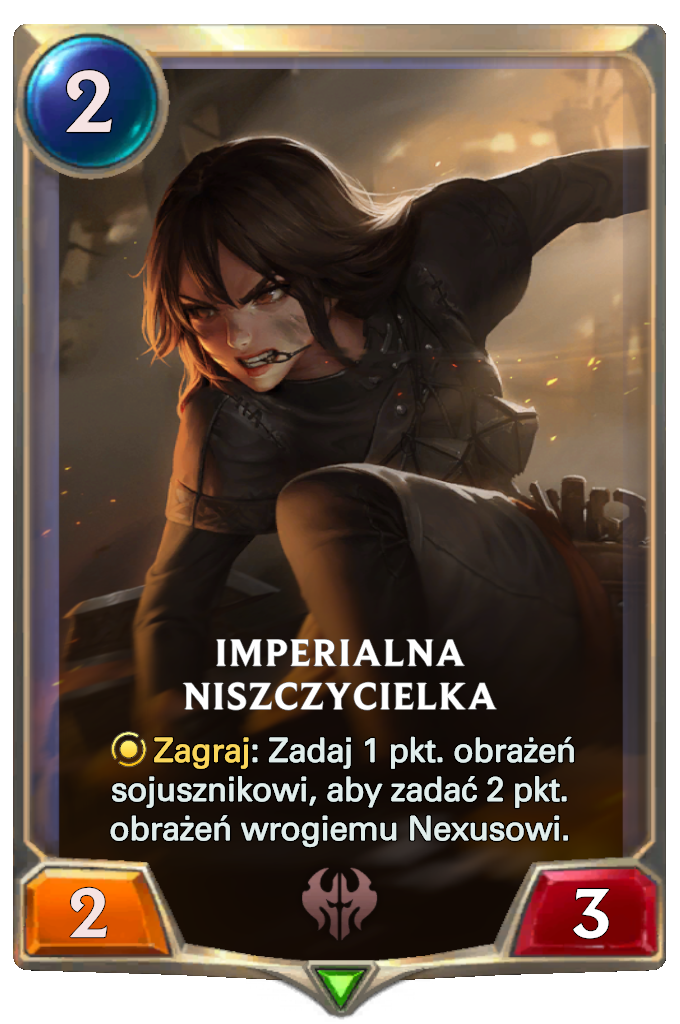 2
IMPERIALNA
NISZCZYCIELKA
Zagraj: Zadaj 1 pkt. obrażeń
sojusznikowi, aby zadać 2 pkt.
obrażeń wrogiemu Nexusowi.
2
3